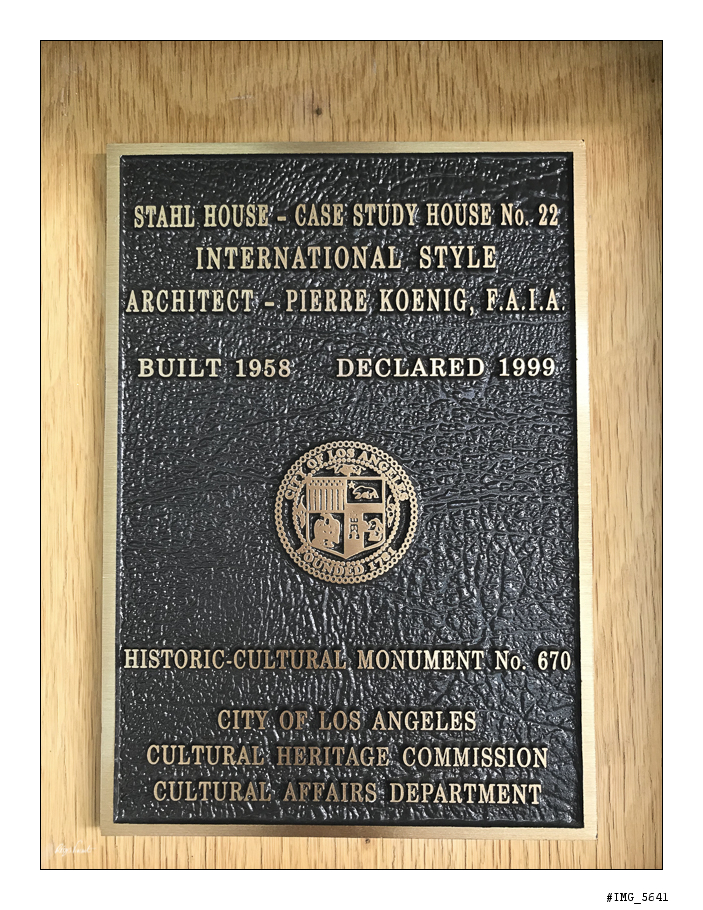 STAHL HOUSE – CASE STUDY HOUSE No. 22
INTERNATIONAL STYLE
ARCHITECT – PIERRE KOENIG, F.A.I.A.
BUILT 1958 DECLARED 1999
CITY OF LOS ANGELES
FOUNDED 1781
HISTORIC-CULTURAL MONUMENT No. 670
CITY OF LOS ANGELES
CULTURAL HERITAGE COMMISSION
CULTURAL AFFAIRS DEPARTMENT
#IMG_5641